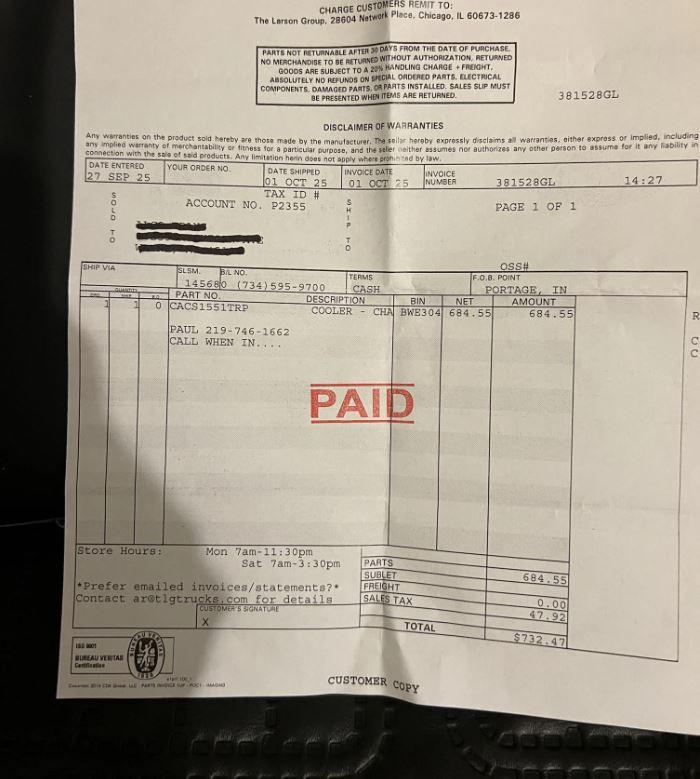 CHARGE CUSTOMERS REMIT TO:
The Larson Group, 28604 Network Place, Chicago, IL 60673-1286
PARTS NOT RETURNABLE AFTER 30 DAYS FROM THE DATE OF PURCHASE.
NO MERCHANDISE TO BE RETURNED WITHOUT AUTHORIZATION, RETURNED
GOODS ARE SUBJECT TO A 20% HANDLING CHARGE + FREIGHT.
ABSOLUTELY NO REFUNDS ON SPECIAL ORDERED PARTS, ELECTRICAL
COMPONENTS, DAMAGED PARTS, OR PARTS INSTALLED. SALES SLIP MUST
BE PRESENTED WHEN ITEMS ARE RETURNED.
381528GL
DISCLAIMER OF WARRANTIES
Any warranties on the product sold hereby are those made by the manufacturer. The seller hereby expressly disclaims all warranties, either express or implied, including
any implied warranty of merchantability or fitness for a particular purpose, and the seller neither assumes nor authorizes any other person to assume for it any liability in
connection with the sale of said products. Any limitation herin does not apply where prohibited by law.
DATE ENTERED YOUR ORDER NO. DATE SHIPPED INVOICE DATE INVOICE NUMBER
27 SEP 25 01 OCT 25 01 OCT 25 381528GL 14:27
TAX ID #
SOLD TO ACCOUNT NO. P2355 SHIP TO PAGE 1 OF 1
OSS#
SHIP VIA SLSM. B/L NO. TERMS F.O.B. POINT
145680 (734)595-9700 CASH PORTAGE, IN
QUANTITY PART NO. DESCRIPTION BIN NET AMOUNT
1 1 0 CACS1551TRP COOLER - CHA BWE304 684.55 684.55
PAUL 219-746-1662
CALL WHEN IN....
R
C
C
PAID
Store Hours: Mon 7am-11:30pm
Sat 7am-3:30pm
*Prefer emailed invoices/statements?*
Contact ar@tlgtrucks.com for details
CUSTOMER'S SIGNATURE
X
PARTS 684.55
SUBLET
FREIGHT 0.00
SALES TAX 47.92
TOTAL $732.47
ISO 9001
BUREAU VERITAS
Certification
BUREAU VERITAS
1828
CUSTOMER COPY